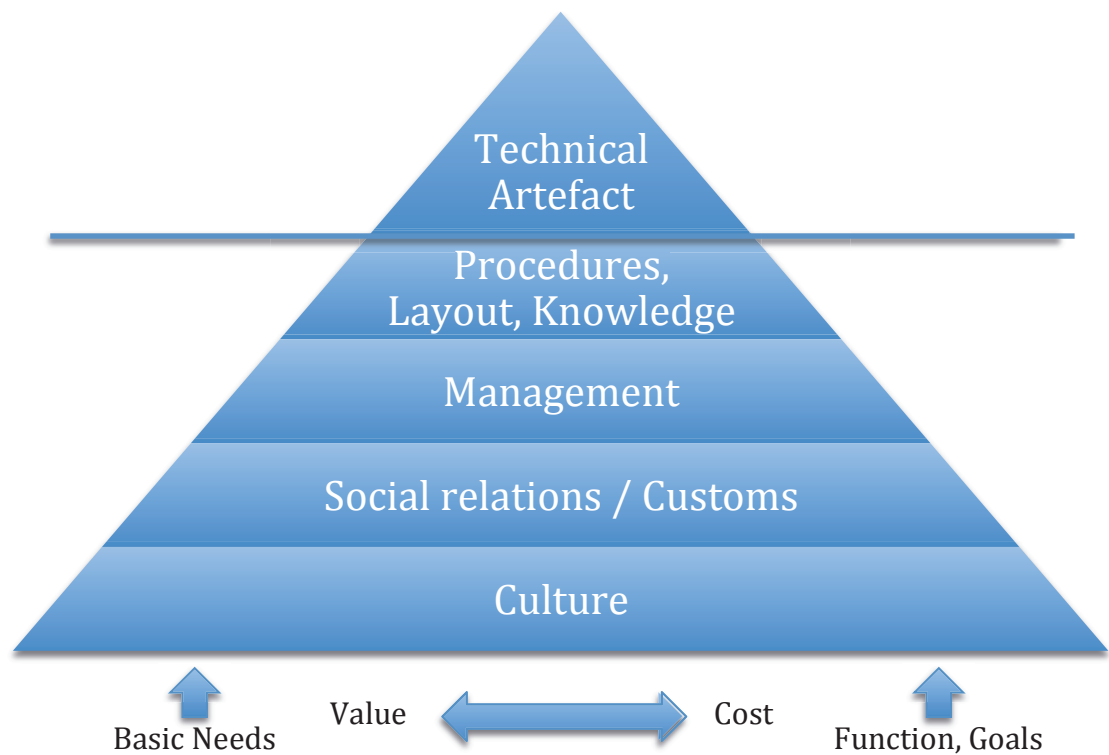 Technical
Artefact
Procedures,
Layout, Knowledge
Management
Social relations / Customs
Culture
Value
Cost
Basic Needs
Function, Goals